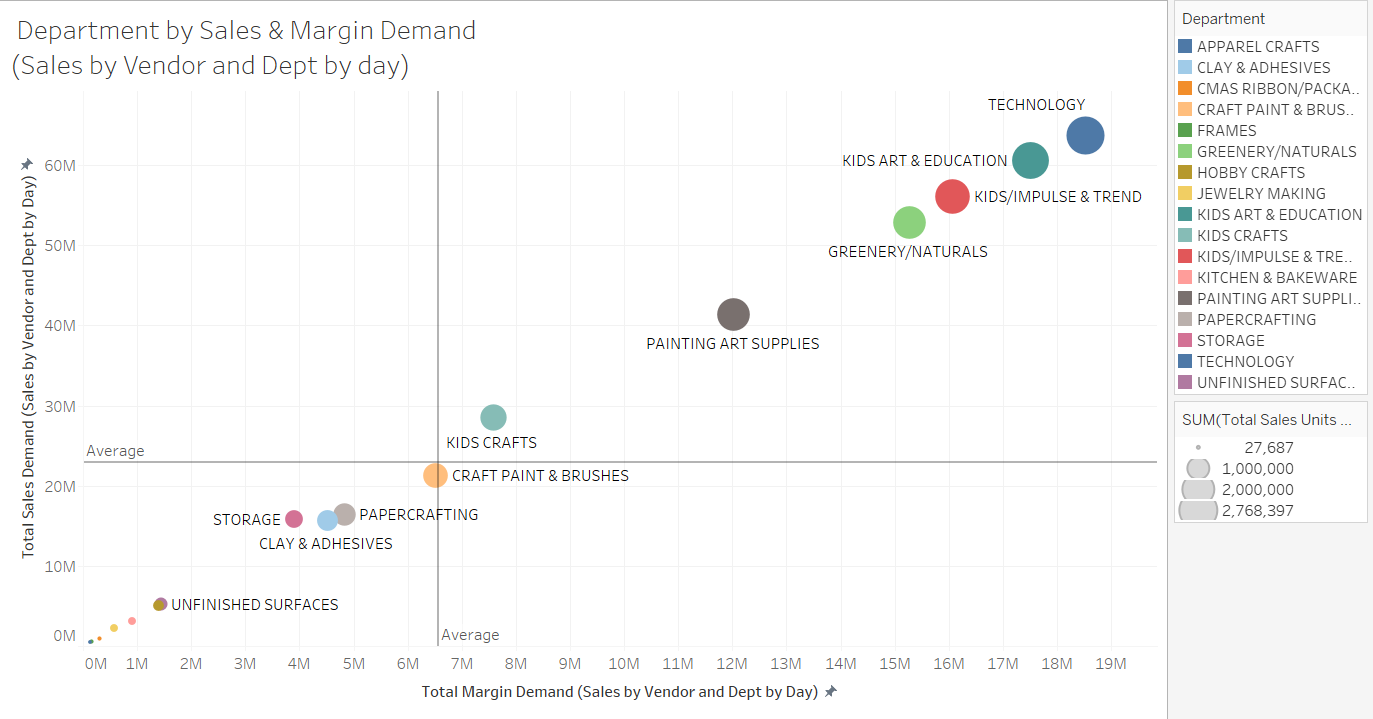 Department by Sales & Margin Demand
(Sales by Vendor and Dept by day)
Total Sales Demand (Sales by Vendor and Dept by Day)
60M
50M
40M
30M
20M
10M
0M
TECHNOLOGY
KIDS ART & EDUCATION
KIDS/IMPULSE & TREND
GREENERY/NATURALS
PAINTING ART SUPPLIES
KIDS CRAFTS
Average
CRAFT PAINT & BRUSHES
STORAGE
PAPERCRAFTING
CLAY & ADHESIVES
UNFINISHED SURFACES
Average
0M 1M 2M 3M 4M 5M 6M 7M 8M 9M 10M 11M 12M 13M 14M 15M 16M 17M 18M 19M
Total Margin Demand (Sales by Vendor and Dept by Day)
Department
APPAREL CRAFTS
CLAY & ADHESIVES
CMAS RIBBON/PACKA..
CRAFT PAINT & BRUS..
FRAMES
GREENERY/NATURALS
HOBBY CRAFTS
JEWELRY MAKING
KIDS ART & EDUCATION
KIDS CRAFTS
KIDS/IMPULSE & TRE..
KITCHEN & BAKEWARE
PAINTING ART SUPPLI..
PAPERCRAFTING
STORAGE
TECHNOLOGY
UNFINISHED SURFAC..
SUM(Total Sales Units ...
27,687
1,000,000
2,000,000
2,768,397